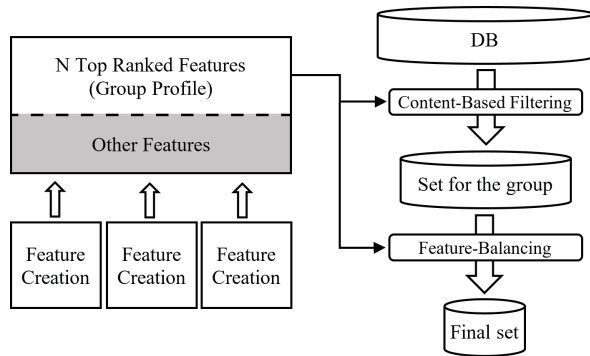 N Top Ranked Features
(Group Profile)
Other Features
Feature
Creation
Feature
Creation
Feature
Creation
DB
Content-Based Filtering
Set for the group
Feature-Balancing
Final set